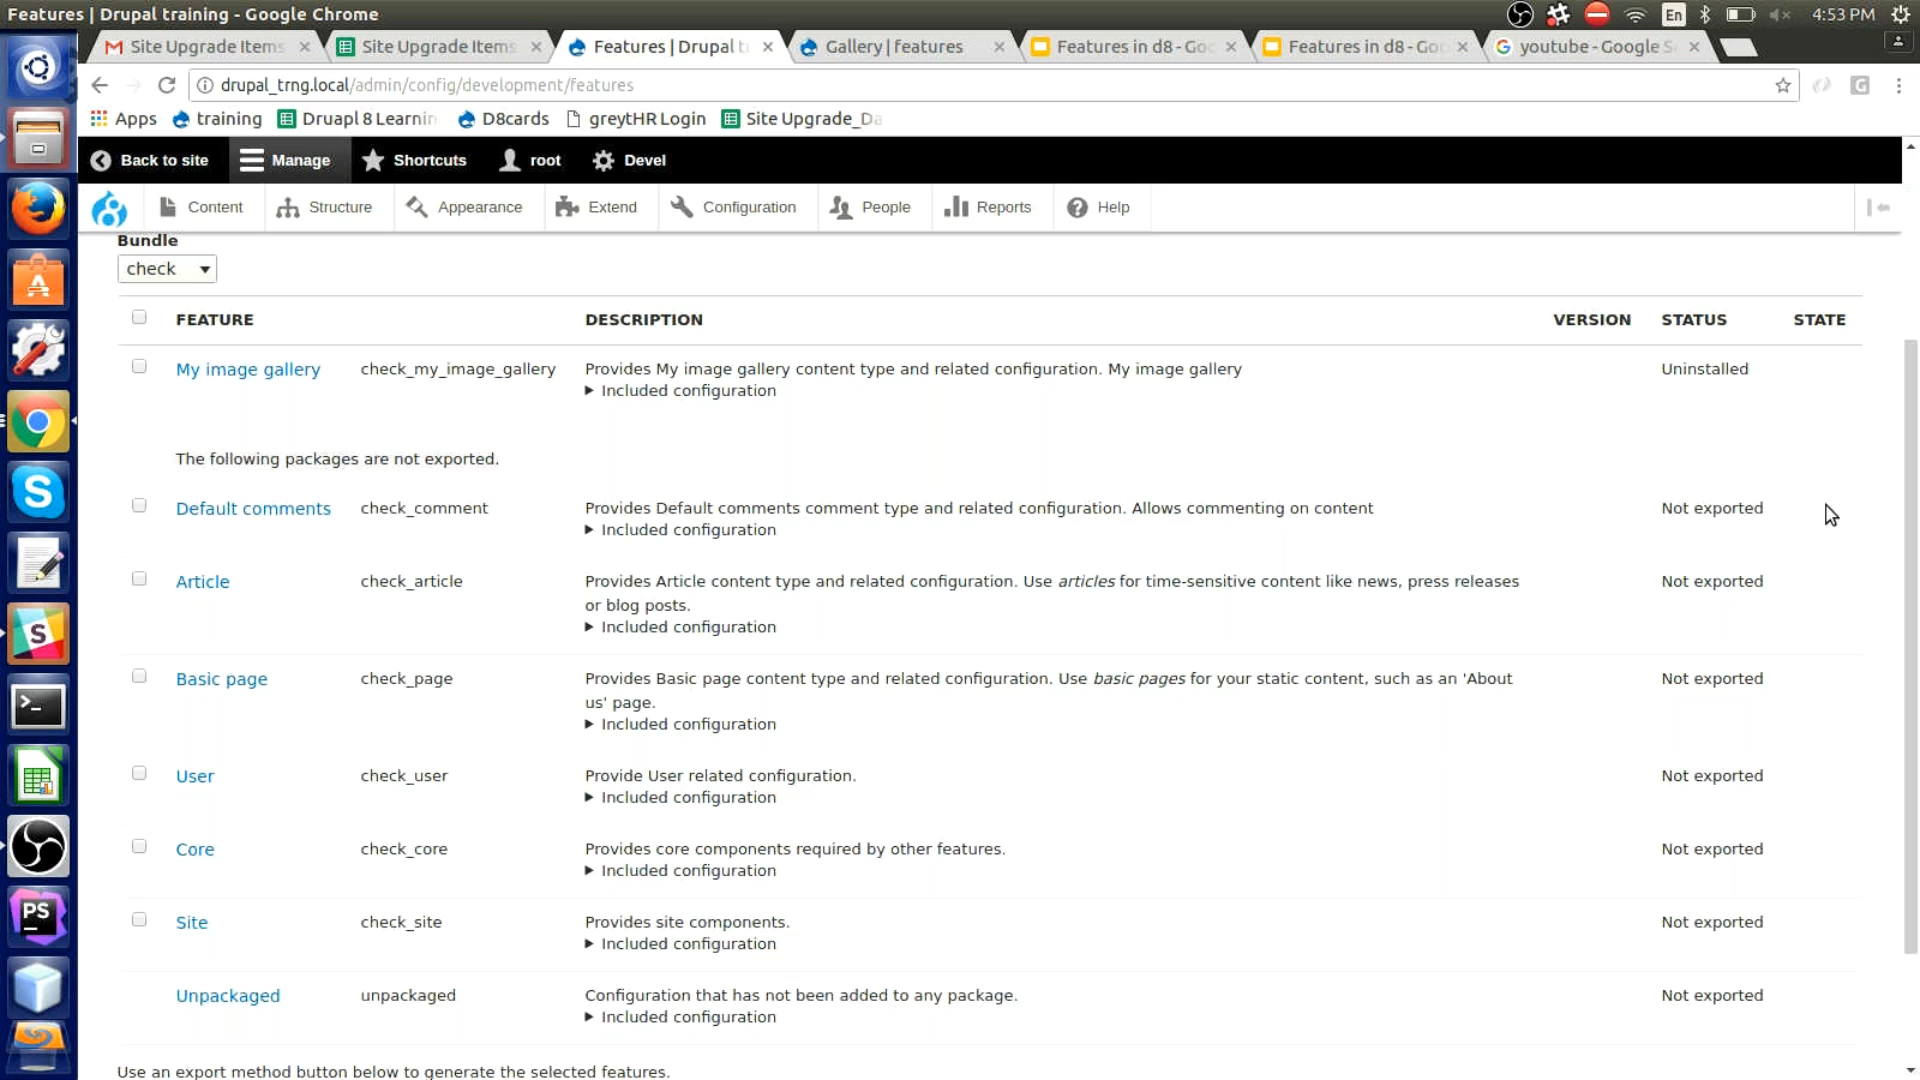 Features | Drupal training - Google Chrome
En
4:53 PM
Site Upgrade Items
Site Upgrade Items
Features | Drupal t
Gallery | features
Features in d8 - Goo
Features in d8 - Goo
youtube - Google S
drupal_trng.local/admin/config/development/features
Apps
training
Druapl 8 Learnin
D8cards
greytHR Login
Site Upgrade_Da
Back to site
Manage
Shortcuts
root
Devel
Content
Structure
Appearance
Extend
Configuration
People
Reports
Help
Bundle
check
FEATURE DESCRIPTION VERSION STATUS STATE
My image gallery check_my_image_gallery Provides My image gallery content type and related configuration. My image gallery Uninstalled
Included configuration
The following packages are not exported.
Default comments check_comment Provides Default comments comment type and related configuration. Allows commenting on content Not exported
Included configuration
Article check_article Provides Article content type and related configuration. Use articles for time-sensitive content like news, press releases Not exported
or blog posts.
Included configuration
Basic page check_page Provides Basic page content type and related configuration. Use basic pages for your static content, such as an 'About Not exported
us' page.
Included configuration
User check_user Provide User related configuration. Not exported
Included configuration
Core check_core Provides core components required by other features. Not exported
Included configuration
Site check_site Provides site components. Not exported
Included configuration
Unpackaged unpackaged Configuration that has not been added to any package. Not exported
Included configuration
Use an export method button below to generate the selected features.